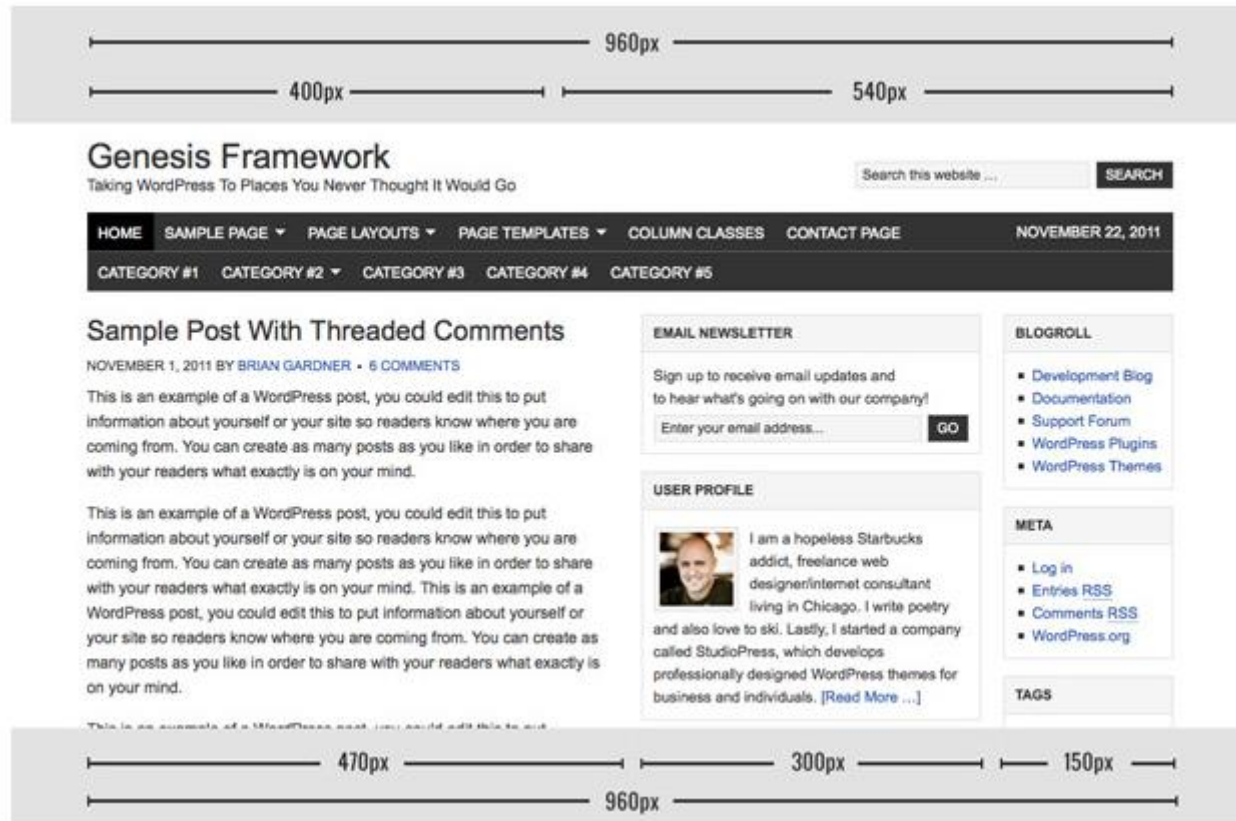 960px
400px 540px
Genesis Framework
Taking WordPress To Places You Never Thought It Would Go
Search this website ... SEARCH
HOME SAMPLE PAGE PAGE LAYOUTS PAGE TEMPLATES COLUMN CLASSES CONTACT PAGE NOVEMBER 22, 2011
CATEGORY #1 CATEGORY #2 CATEGORY #3 CATEGORY #4 CATEGORY #5
Sample Post With Threaded Comments
NOVEMBER 1, 2011 BY BRIAN GARDNER • 6 COMMENTS
This is an example of a WordPress post, you could edit this to put
information about yourself or your site so readers know where you are
coming from. You can create as many posts as you like in order to share
with your readers what exactly is on your mind.
This is an example of a WordPress post, you could edit this to put
information about yourself or your site so readers know where you are
coming from. You can create as many posts as you like in order to share
with your readers what exactly is on your mind. This is an example of a
WordPress post, you could edit this to put information about yourself or
your site so readers know where you are coming from. You can create as
many posts as you like in order to share with your readers what exactly is
on your mind.
This is an example of a WordPress post, you could edit this to put
EMAIL NEWSLETTER
Sign up to receive email updates and
to hear what's going on with our company!
Enter your email address... GO
USER PROFILE
I am a hopeless Starbucks
addict, freelance web
designer/internet consultant
living in Chicago. I write poetry
and also love to ski. Lastly, I started a company
called StudioPress, which develops
professionally designed WordPress themes for
business and individuals. [Read More ...]
BLOGROLL
Development Blog
Documentation
Support Forum
WordPress Plugins
WordPress Themes
META
Log in
Entries RSS
Comments RSS
WordPress.org
TAGS
470px 300px 150px
960px